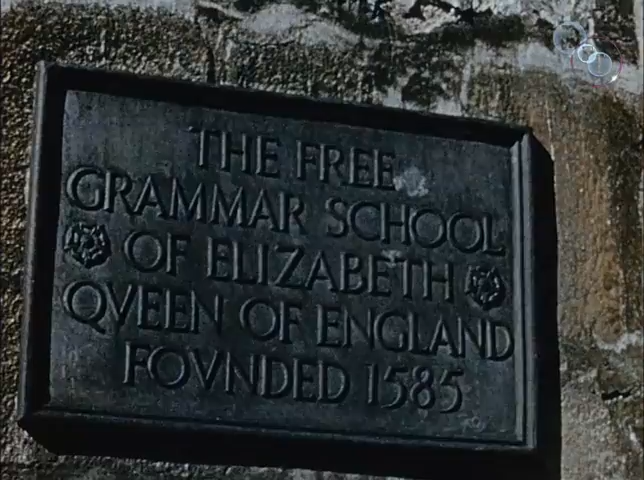 THE FREE
GRAMMAR SCHOOL
OF ELIZABETH
QVEEN OF ENGLAND
FOVNDED 1585